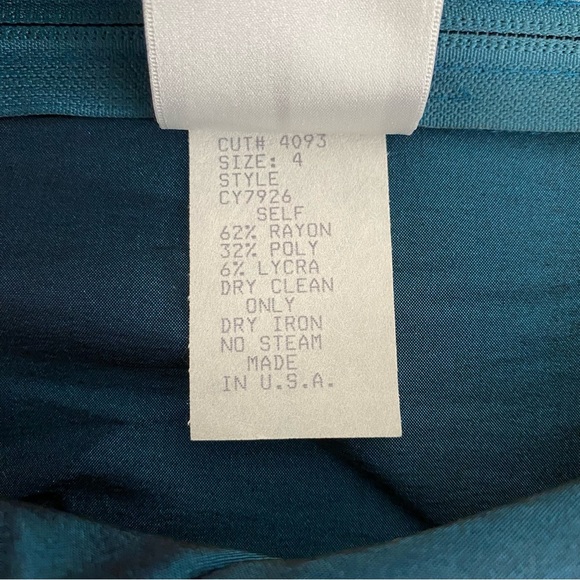 CUT# 4093
SIZE: 4
STYLE
CY7926
SELF
62% RAYON
32% POLY
6% LYCRA
DRY CLEAN
ONLY
DRY IRON
NO STEAM
MADE
IN U.S.A.